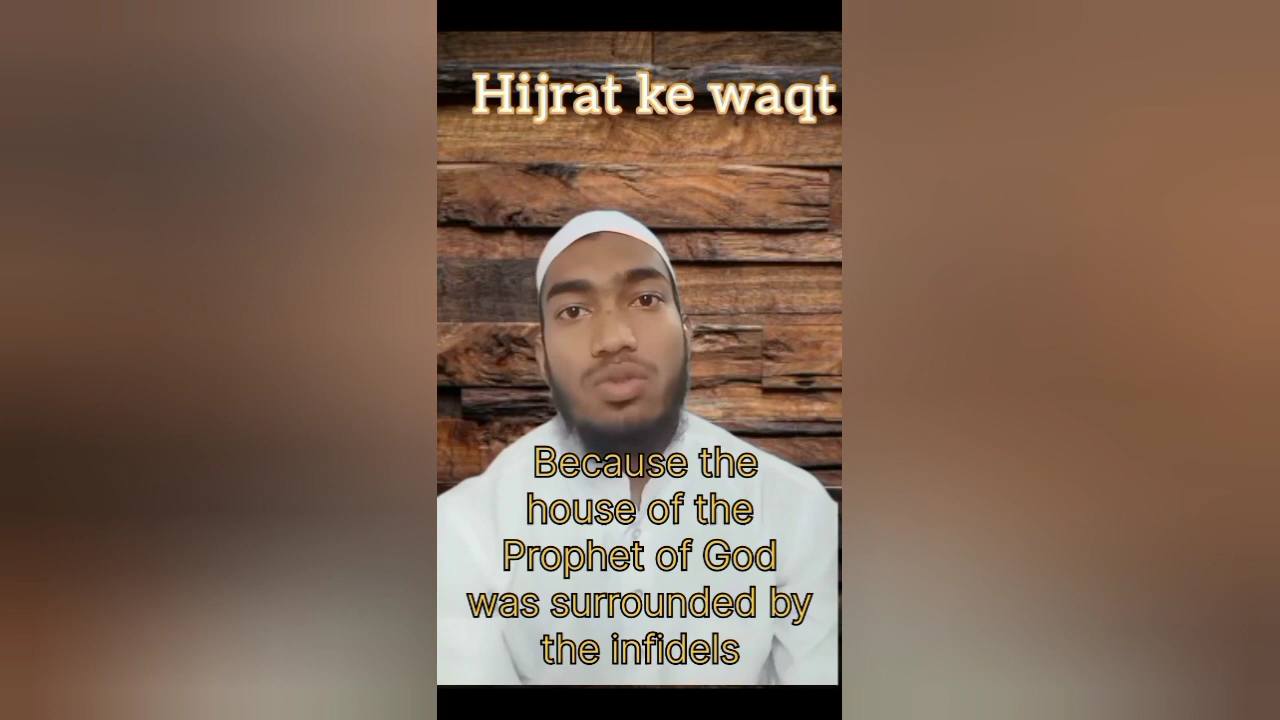 Hijrat ke waqt
Because the
house of the
Prophet of God
was surrounded by
the infidels